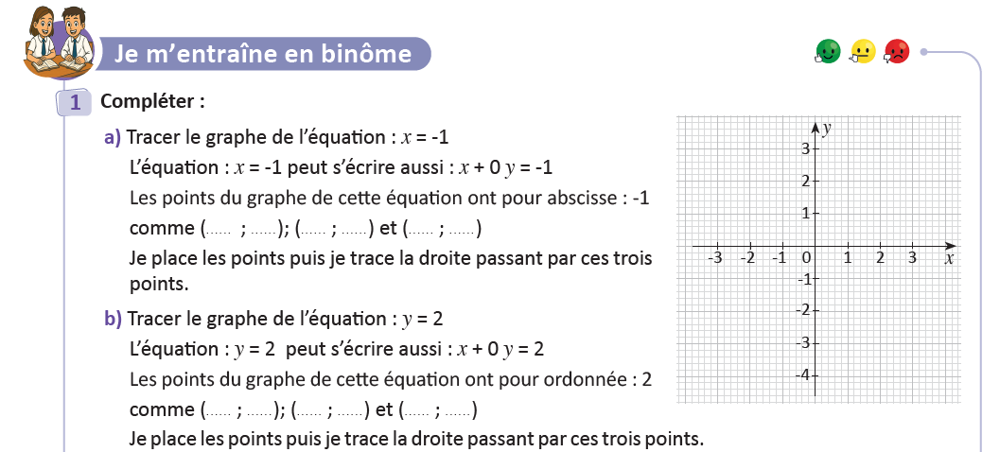 Je m’entraîne en binôme
1 Compléter :
a) Tracer le graphe de l’équation : x = -1
L’équation : x = -1 peut s’écrire aussi : x + 0 y = -1
Les points du graphe de cette équation ont pour abscisse : -1
comme (...... ; ......); (...... ; ......) et (...... ; ......)
Je place les points puis je trace la droite passant par ces trois
points.
b) Tracer le graphe de l’équation : y = 2
L’équation : y = 2 peut s’écrire aussi : x + 0 y = 2
Les points du graphe de cette équation ont pour ordonnée : 2
comme (...... ; ......); (...... ; ......) et (...... ; ......)
Je place les points puis je trace la droite passant par ces trois points.
y
3
2
1
-3 -2 -1 0 1 2 3 x
-1
-2
-3
-4